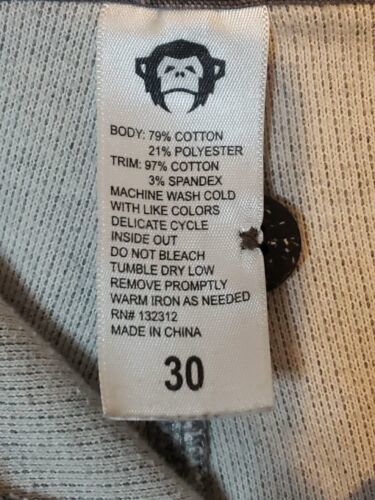 BODY: 79% COTTON
21% POLYESTER
TRIM: 97% COTTON
3% SPANDEX
MACHINE WASH COLD
WITH LIKE COLORS
DELICATE CYCLE
INSIDE OUT
DO NOT BLEACH
TUMBLE DRY LOW
REMOVE PROMPTLY
WARM IRON AS NEEDED
RN# 132312
MADE IN CHINA
30